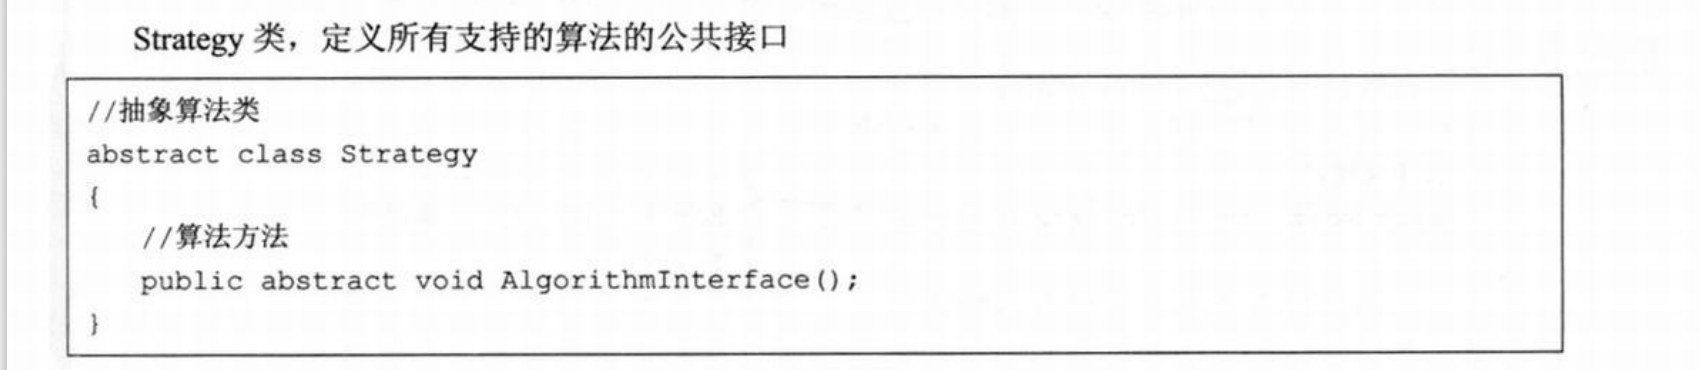 Strategy 类，定义所有支持的算法的公共接口
//抽象算法类
abstract class Strategy
{
//算法方法
public abstract void AlgorithmInterface();
}